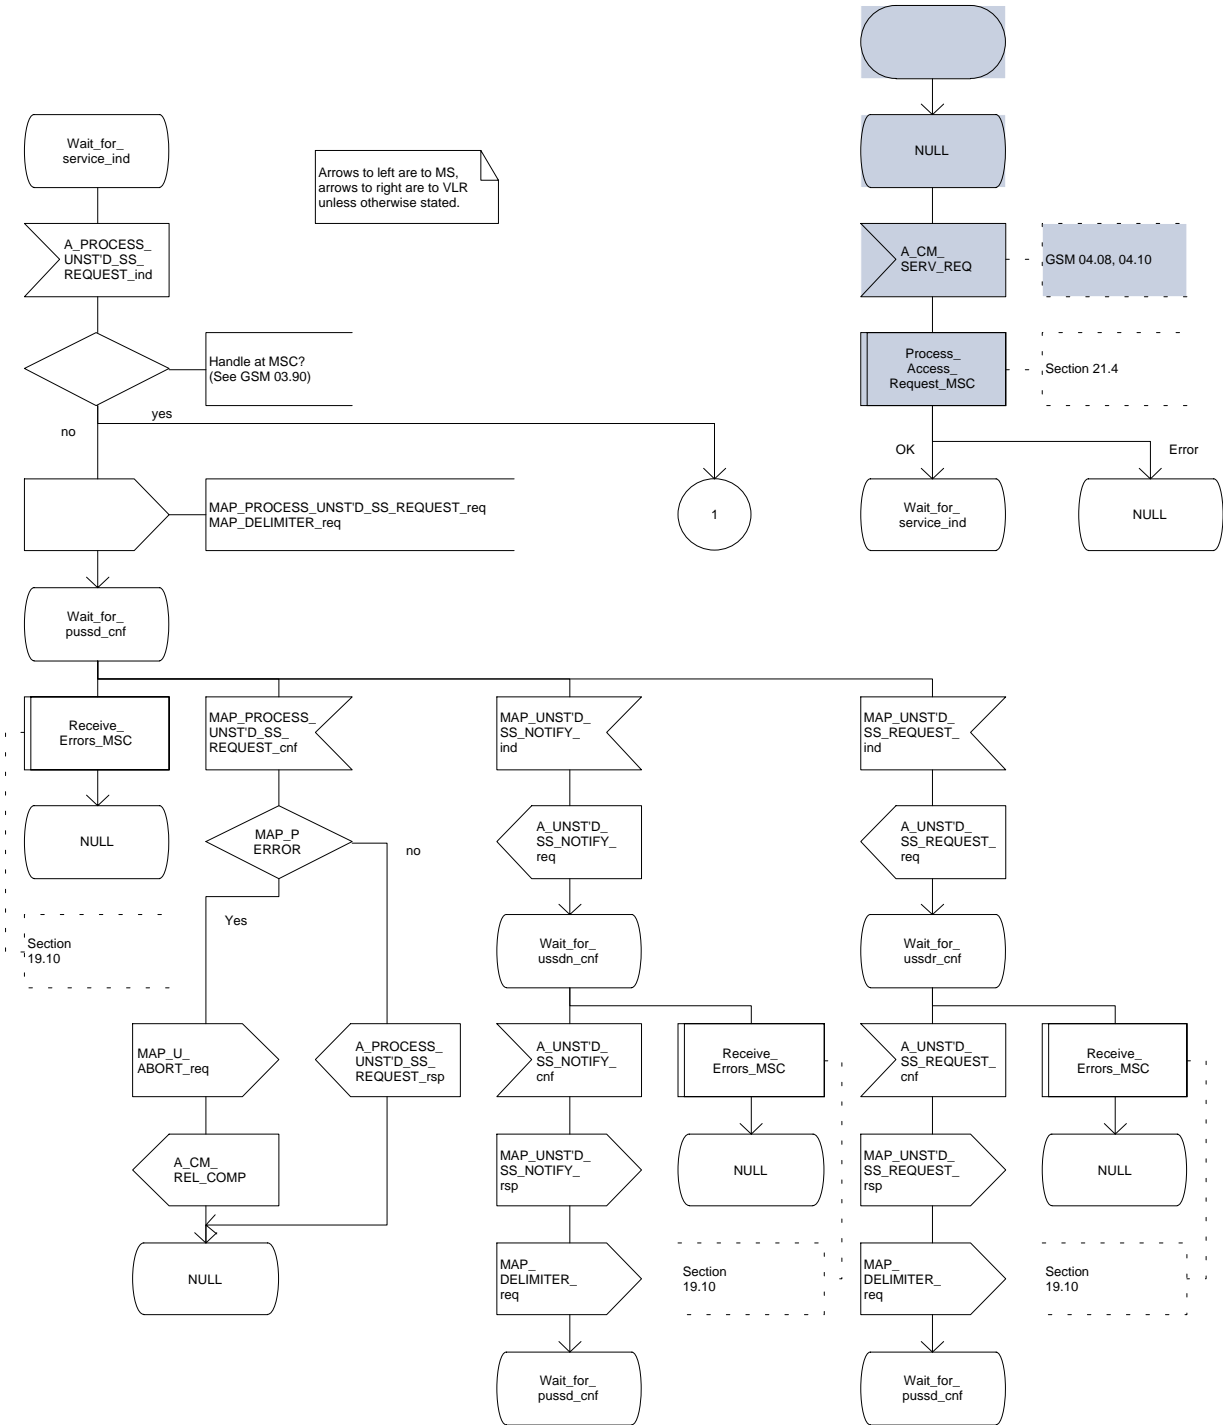 Wait_for_
service_ind
Arrows to left are to MS,
arrows to right are to VLR
unless otherwise stated.
NULL
A_PROCESS_
UNST'D_SS_
REQUEST_ind
A_CM_
SERV_REQ
GSM 04.08, 04.10
Handle at MSC?
(See GSM 03.90)
Process_
Access_
Request_MSC
Section 21.4
yes
no
OK
Error
MAP_PROCESS_UNST'D_SS_REQUEST_req
MAP_DELIMITER_req
1
Wait_for_
service_ind
NULL
Wait_for_
pussd_cnf
Receive_
Errors_MSC
MAP_PROCESS_
UNST'D_SS_
REQUEST_cnf
MAP_UNST'D_
SS_NOTIFY_
ind
MAP_UNST'D_
SS_REQUEST_
ind
NULL
MAP_P
ERROR
no
A_UNST'D_
SS_NOTIFY_
req
A_UNST'D_
SS_REQUEST_
req
Yes
Section
19.10
Wait_for_
ussdn_cnf
Wait_for_
ussdr_cnf
MAP_U_
ABORT_req
A_PROCESS_
UNST'D_SS_
REQUEST_rsp
A_UNST'D_
SS_NOTIFY_
cnf
Receive_
Errors_MSC
A_UNST'D_
SS_REQUEST_
cnf
Receive_
Errors_MSC
A_CM_
REL_COMP
MAP_UNST'D_
SS_NOTIFY_
rsp
NULL
MAP_UNST'D_
SS_REQUEST_
rsp
NULL
NULL
MAP_
DELIMITER_
req
Section
19.10
MAP_
DELIMITER_
req
Section
19.10
Wait_for_
pussd_cnf
Wait_for_
pussd_cnf